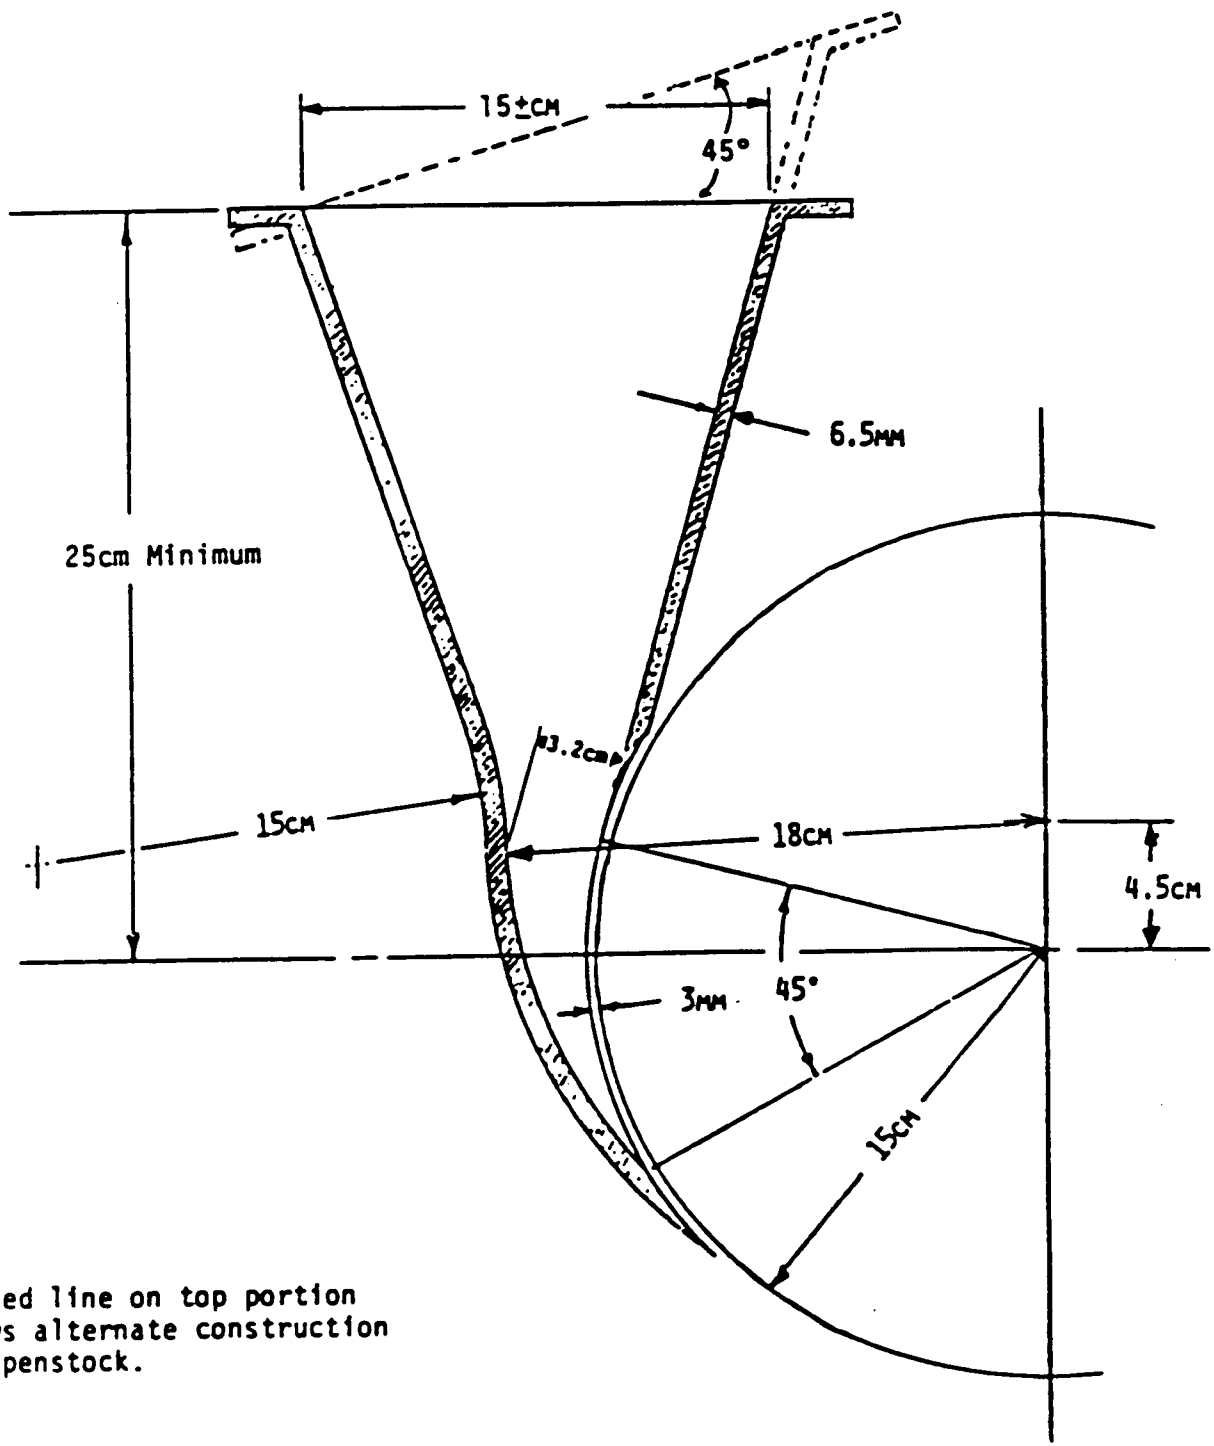 15±CM
45°
6.5MM
25cm Minimum
3.2cm
15CM
18CM
4.5CM
3MM
45°
15CM
ed line on top portion
s alternate construction
penstock.